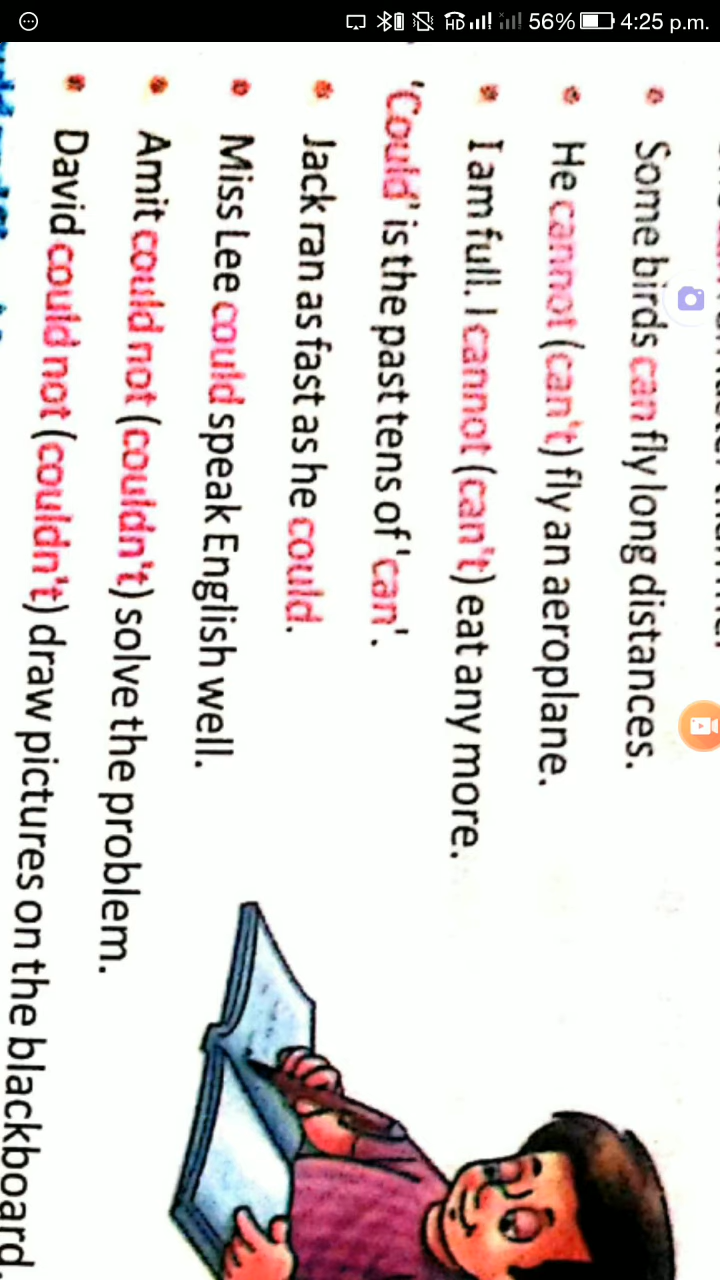 56% 4:25 p.m.
• Some birds can fly long distances.
• He cannot (can't) fly an aeroplane.
• I am full. I cannot (can't) eat any more.
'Could' is the past tens of 'can'.
• Jack ran as fast as he could.
• Miss Lee could speak English well.
• Amit could not (couldn't) solve the problem.
• David could not (couldn't) draw pictures on the blackboard.